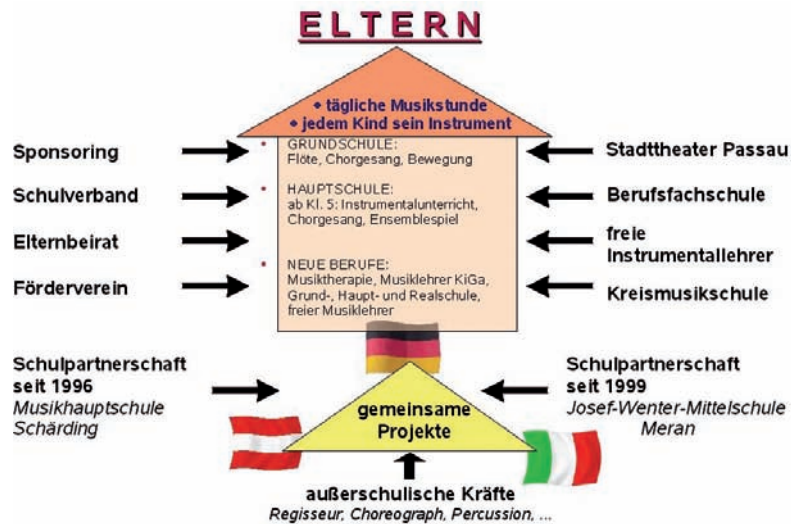 ELTERN
• tägliche Musikstunde
• jedem Kind sein Instrument
Sponsoring
Schulverband
Elternbeirat
Förderverein
• GRUNDSCHULE:
Flöte, Chorgesang, Bewegung
• HAUPTSCHULE:
ab Kl. 5: Instrumentalunterricht,
Chorgesang, Ensemblespiel
• NEUE BERUFE:
Musiktherapie, Musiklehrer KiGa,
Grund-, Haupt- und Realschule,
freier Musiklehrer
Stadttheater Passau
Berufsfachschule
freie
Instrumentallehrer
Kreismusikschule
Schulpartnerschaft
seit 1996
Musikhauptschule
Schärding
gemeinsame
Projekte
Schulpartnerschaft
seit 1999
Josef-Wenter-Mittelschule
Meran
außerschulische Kräfte
Regisseur, Choreograph, Percussion, ...